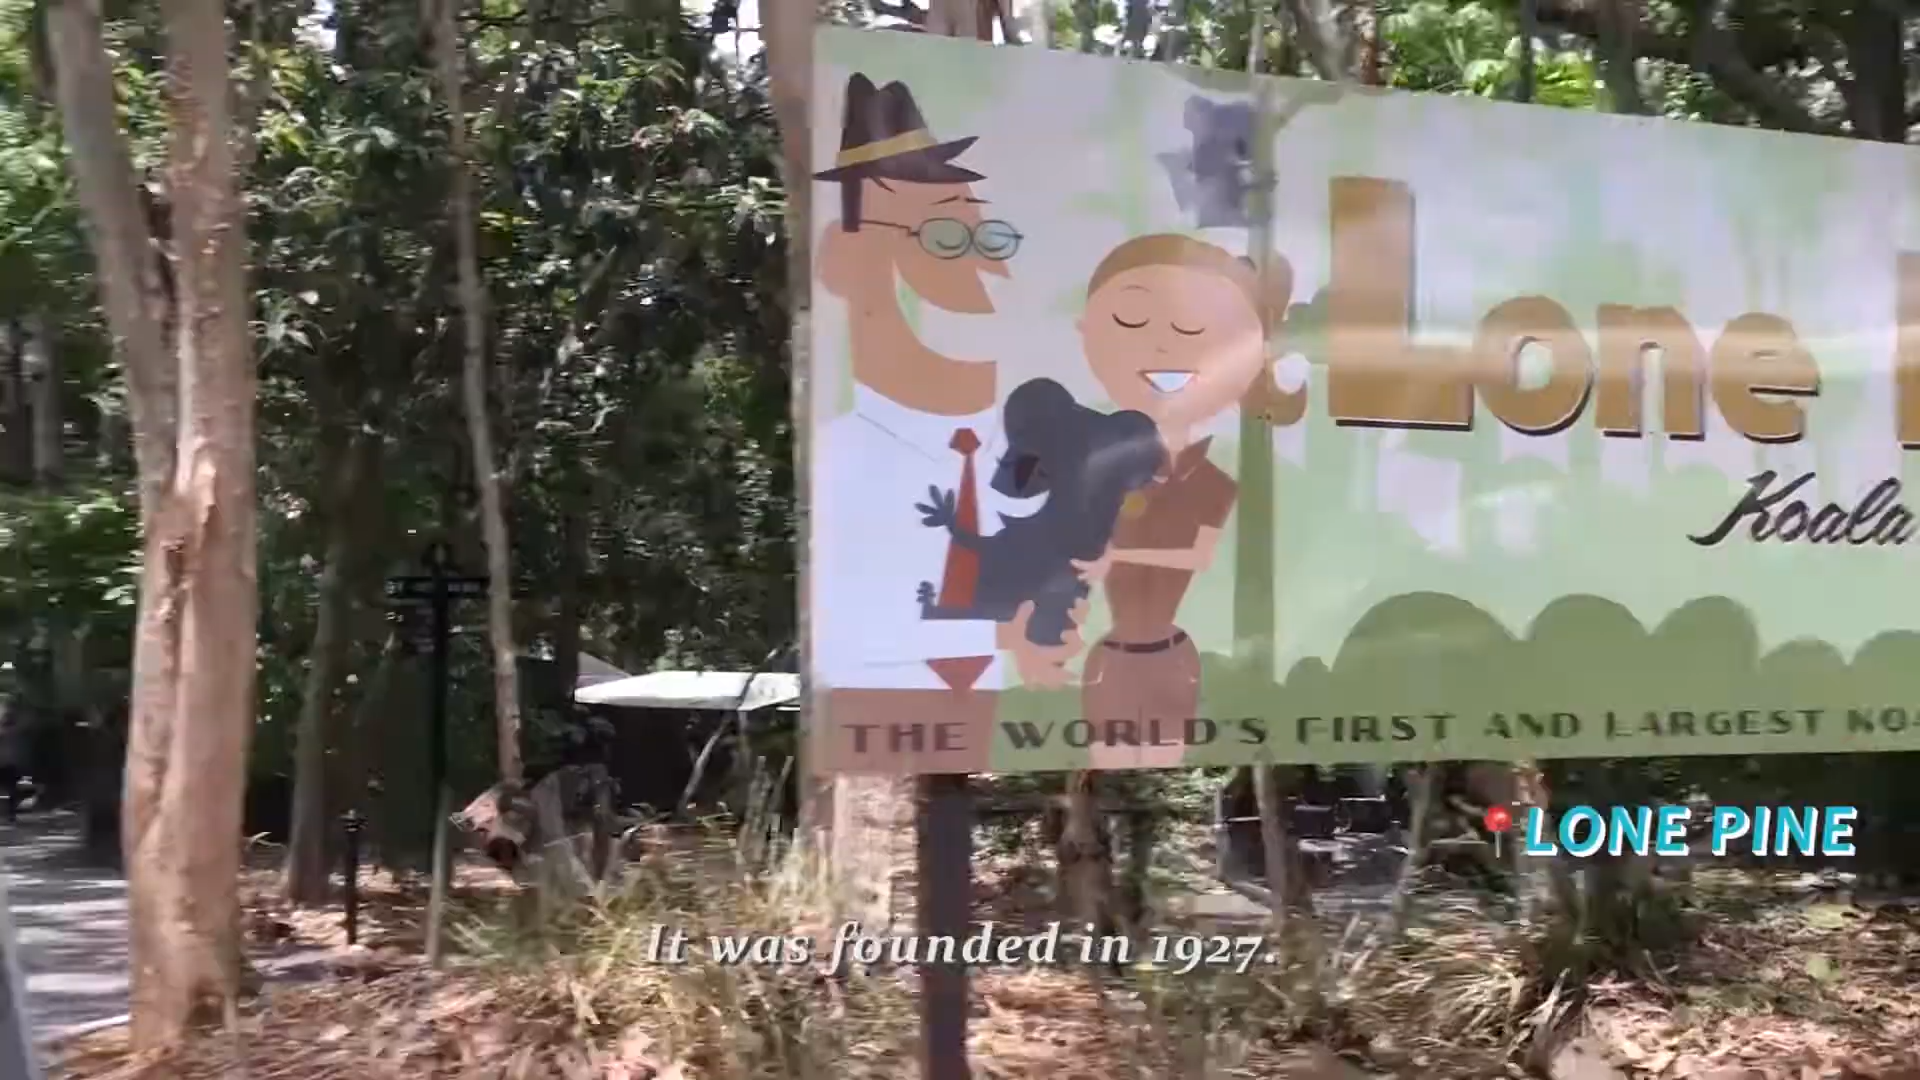 Lone
Koala
THE WORLD'S FIRST AND LARGEST
LONE PINE
It was founded in 1927.